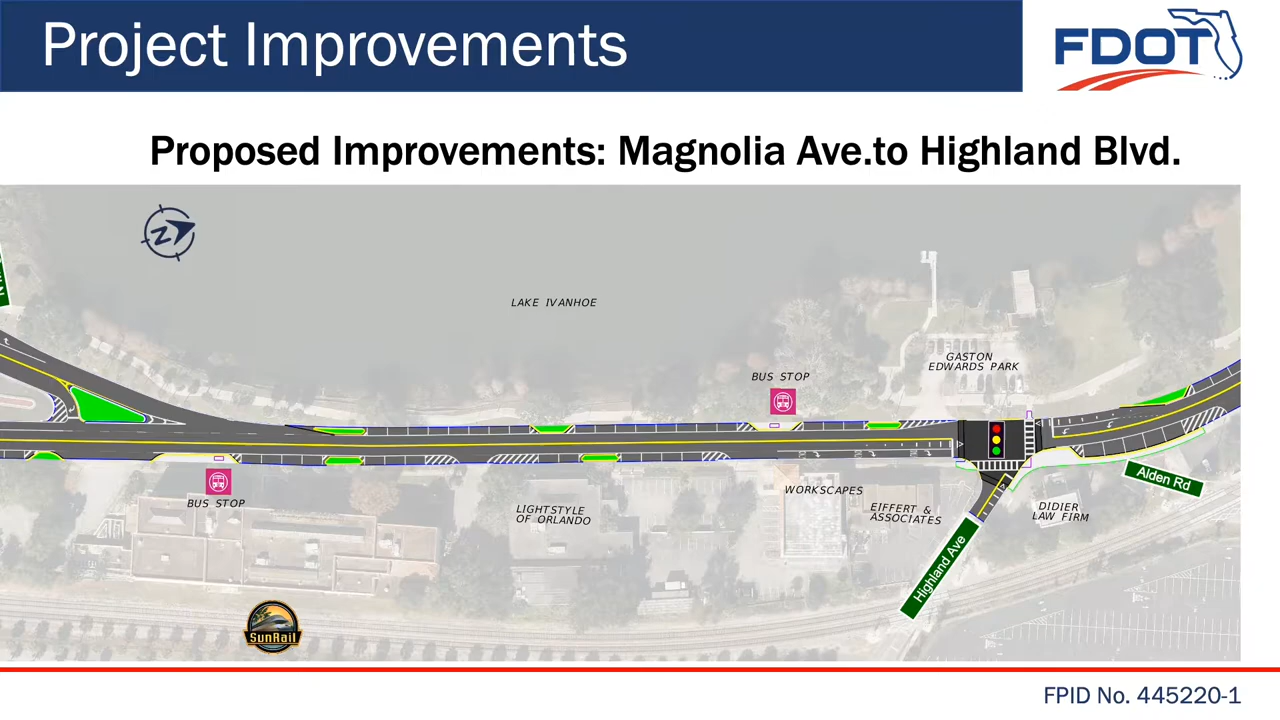 Project Improvements
FDOT
Proposed Improvements: Magnolia Ave.to Highland Blvd.
Z
LAKE IVANHOE
GASTON
EDWARDS PARK
BUS STOP
BUS STOP
WORKSCAPES
LIGHTSTYLE
OF ORLANDO
EIFFERT &
ASSOCIATES
DIDIER
LAW FIRM
Alden Rd
Highland Ave
SunRail
FPID No. 445220-1